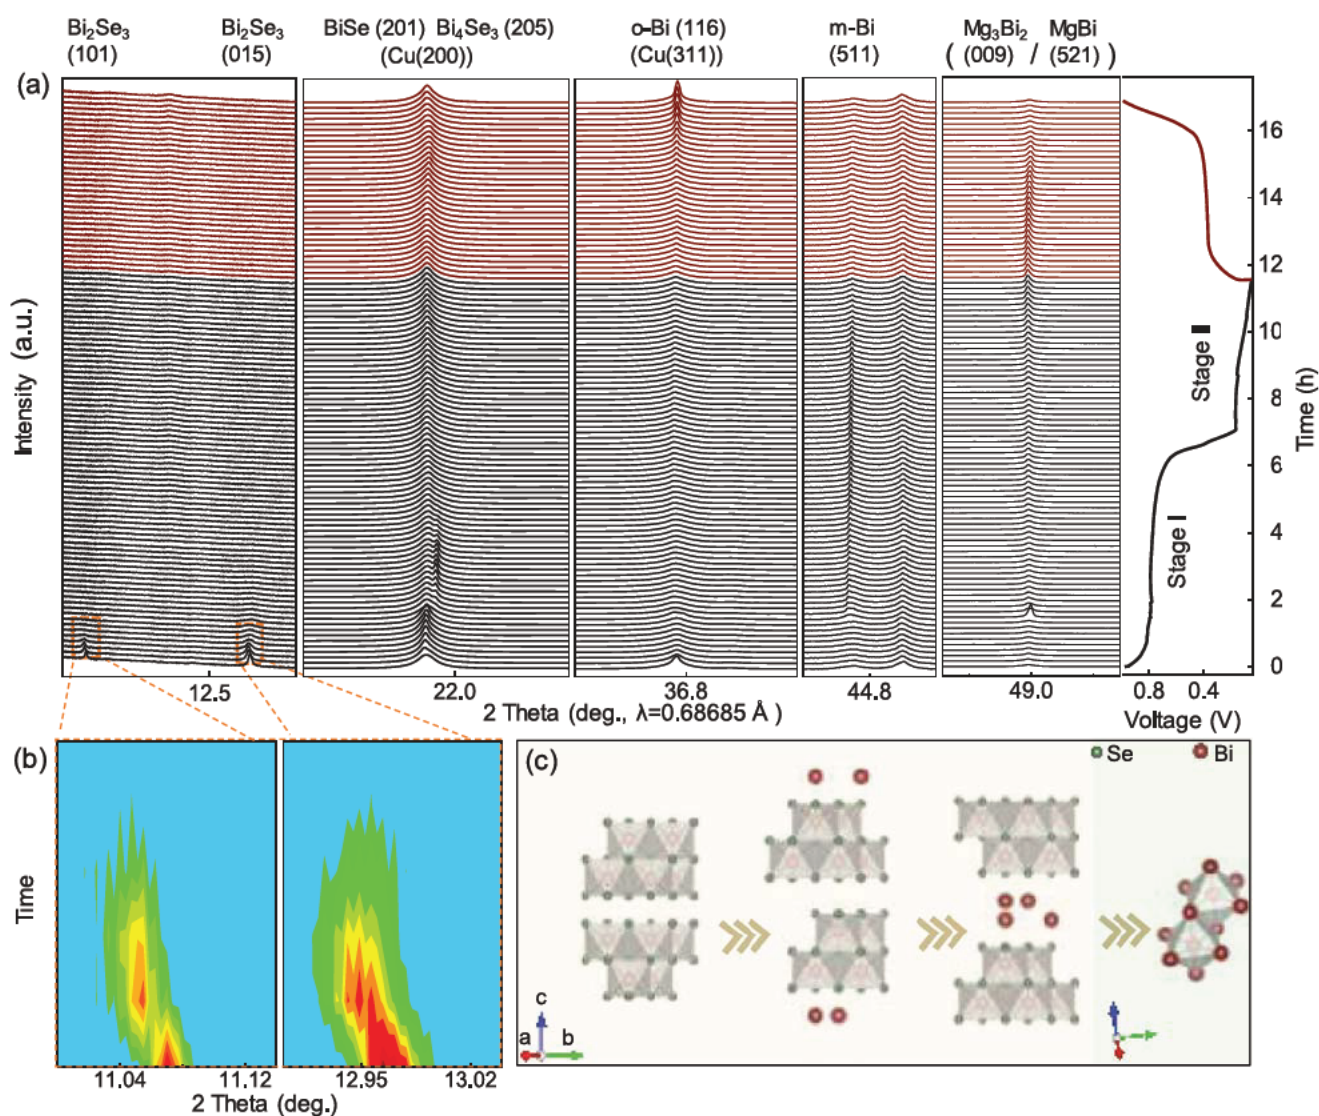 Bi₂Se₃ Bi₂Se₃ BiSe (201) Bi₄Se₃ (205) o-Bi (116) m-Bi Mg₃Bi₂ MgBi
(101) (015) (Cu(200)) (Cu(311)) (511) ( (009) / (521) )
(a)
16
14
12
10
8
6
4
2
0
Intensity (a.u.)
Stage II
Stage I
Time (h)
12.5 22.0 36.8 44.8 49.0 0.8 0.4
2 Theta (deg., λ=0.68685 Å ) Voltage (V)
(b)
Time
11.04 11.12 12.95 13.02
2 Theta (deg.)
(c)
Se Bi
c
a b